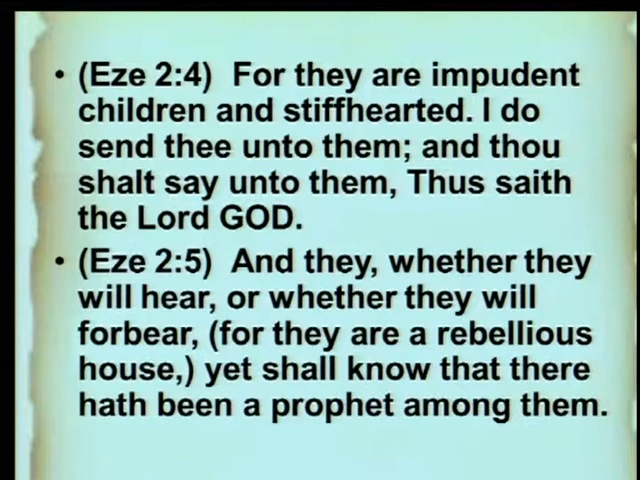 • (Eze 2:4)  For they are impudent
children and stiffhearted. I do
send thee unto them; and thou
shalt say unto them, Thus saith
the Lord GOD.
• (Eze 2:5)  And they, whether they
will hear, or whether they will
forbear, (for they are a rebellious
house,) yet shall know that there
hath been a prophet among them.